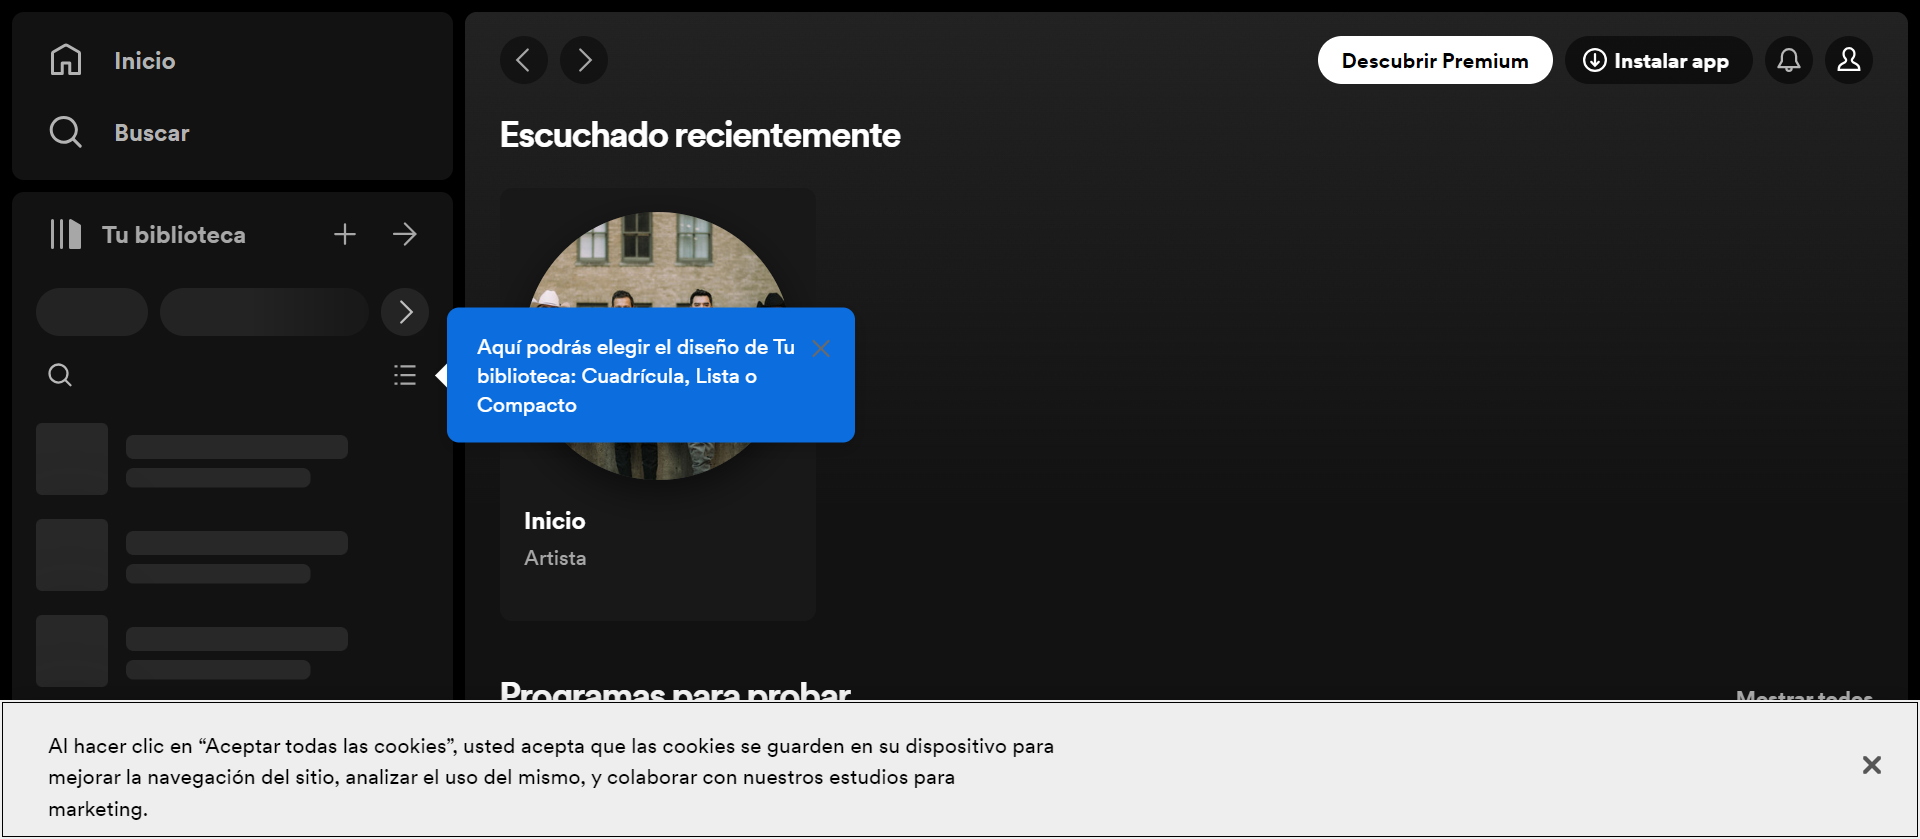 Inicio
Buscar
Tu biblioteca
Descubrir Premium
Instalar app
Escuchado recientemente
Aquí podrás elegir el diseño de Tu
biblioteca: Cuadrícula, Lista o
Compacto
Inicio
Artista
Programas para probar
Mostrar todos
Al hacer clic en “Aceptar todas las cookies”, usted acepta que las cookies se guarden en su dispositivo para
mejorar la navegación del sitio, analizar el uso del mismo, y colaborar con nuestros estudios para
marketing.